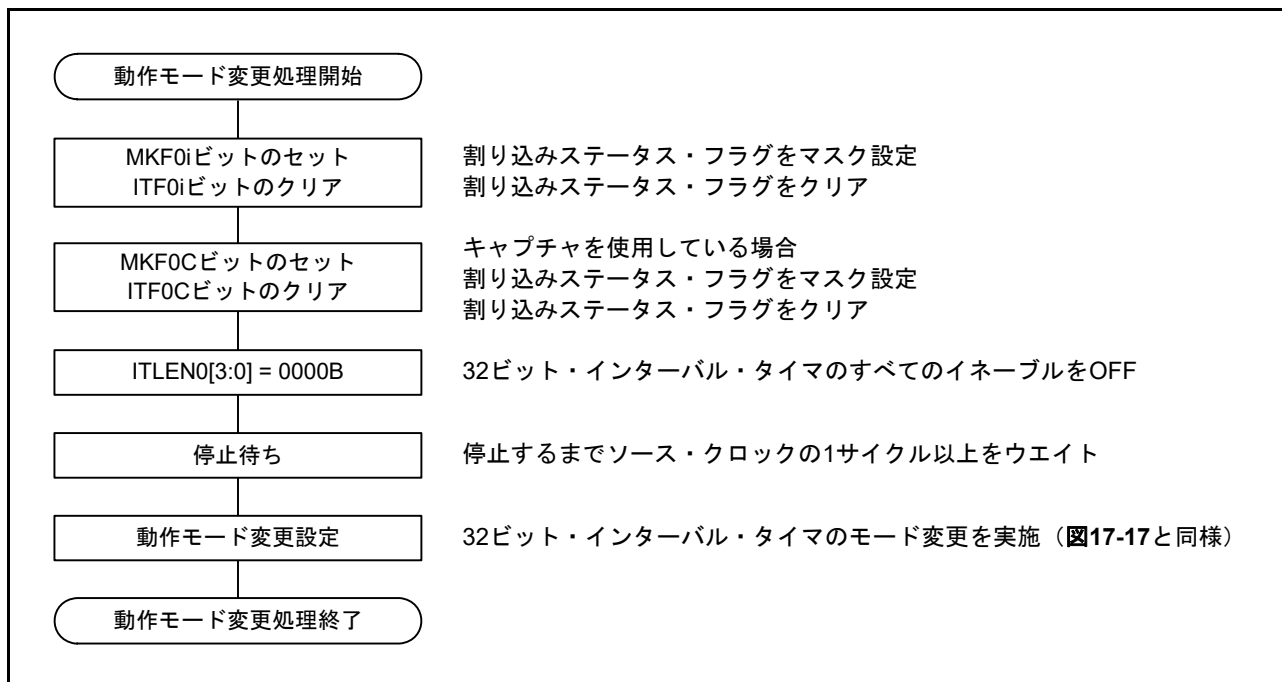 動作モード変更処理開始
MKF0iビットのセット
ITF0iビットのクリア
割り込みステータス・フラグをマスク設定
割り込みステータス・フラグをクリア
MKF0Cビットのセット
ITF0Cビットのクリア
キャプチャを使用している場合
割り込みステータス・フラグをマスク設定
割り込みステータス・フラグをクリア
ITLEN0[3:0] = 0000B
32ビット・インターバル・タイマのすべてのイネーブルをOFF
停止待ち
停止するまでソース・クロックの1サイクル以上をウエイト
動作モード変更設定
32ビット・インターバル・タイマのモード変更を実施（図17-17と同様）
動作モード変更処理終了